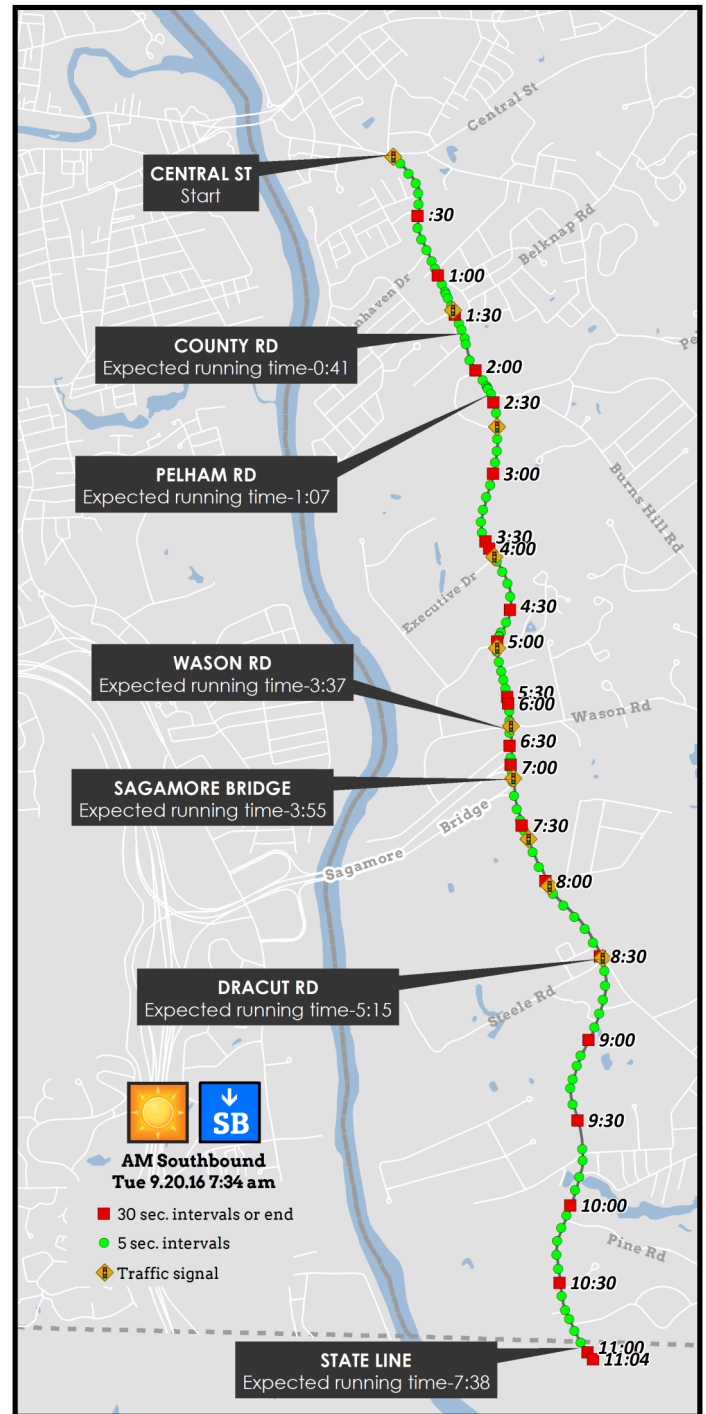 Central St
CENTRAL ST
Start
:30
Belknap Rd
1:00
nhaven Dr
1:30
COUNTY RD
Expected running time-0:41
Pe
2:00
2:30
PELHAM RD
Expected running time-1:07
3:00
Burns Hill Rd
3:30
4:00
Executive Dr
4:30
5:00
WASON RD
Expected running time-3:37
5:30
6:00
Wason Rd
6:30
7:00
SAGAMORE BRIDGE
Expected running time-3:55
Sagamore Bridge
7:30
8:00
8:30
DRACUT RD
Expected running time-5:15
Steele Rd
9:00
SB
9:30
AM Southbound
Tue 9.20.16 7:34 am
30 sec. intervals or end
10:00
5 sec. intervals
Pine Rd
Traffic signal
10:30
STATE LINE
Expected running time-7:38
11:00
11:04